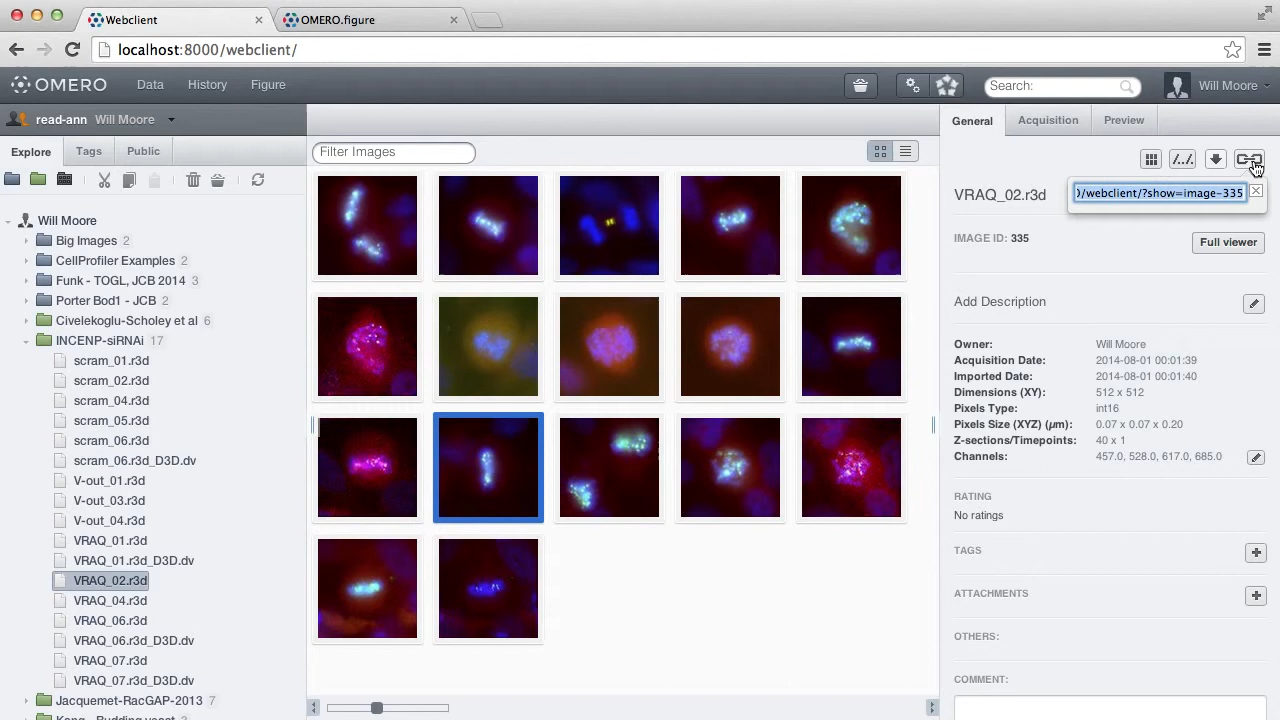 Webclient
OMERO.figure
localhost:8000/webclient/
OMERO
Data
History
Figure
Search:
Will Moore
read-ann Will Moore
Explore
Tags
Public
Filter Images
General
Acquisition
Preview
Will Moore
Big Images 2
CellProfiler Examples 2
Funk - TOGL, JCB 2014 3
Porter Bod1 - JCB 2
Civelekoglu-Scholey et al 6
INCENP-siRNAi 17
scram_01.r3d
scram_02.r3d
scram_04.r3d
scram_05.r3d
scram_06.r3d
scram_06.r3d_D3D.dv
V-out_01.r3d
V-out_03.r3d
V-out_04.r3d
VRAQ_01.r3d
VRAQ_01.r3d_D3D.dv
VRAQ_02.r3d
VRAQ_04.r3d
VRAQ_06.r3d
VRAQ_06.r3d_D3D.dv
VRAQ_07.r3d
VRAQ_07.r3d_D3D.dv
Jacquemet-RacGAP-2013 7
VRAQ_02.r3d
)/webclient/?show=image-335
IMAGE ID: 335
Full viewer
Add Description
Owner: Will Moore
Acquisition Date: 2014-08-01 00:01:39
Imported Date: 2014-08-01 00:01:40
Dimensions (XY): 512 x 512
Pixels Type: int16
Pixels Size (XYZ) (µm): 0.07 x 0.07 x 0.20
Z-sections/Timepoints: 40 x 1
Channels: 457.0, 528.0, 617.0, 685.0
RATING
No ratings
TAGS
ATTACHMENTS
OTHERS:
COMMENT: